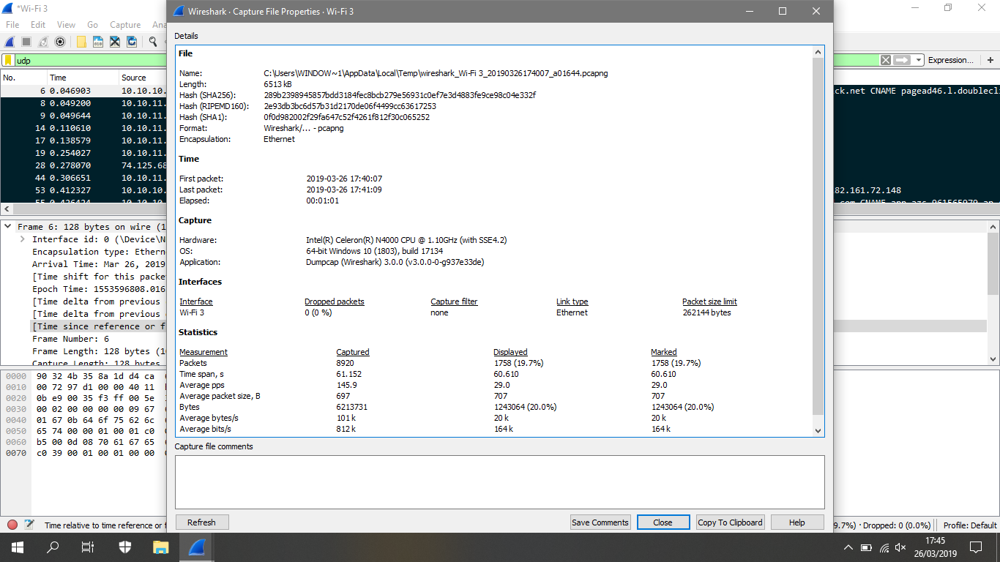 *Wi-Fi 3
Wireshark · Capture File Properties · Wi-Fi 3
File Edit View Go Capture Ana
udp
Expression... +
No. Time Source
6 0.046903 10.10.10.
8 0.049200 10.10.11.
9 0.049644 10.10.11.
14 0.110610 10.10.11.
17 0.138579 10.10.11.
19 0.254027 10.10.11.
28 0.278070 74.125.68
44 0.306651 10.10.11.
53 0.412327 10.10.10.
55 0.426424 10.10.10
ck.net CNAME pagead46.l.doublecli
82.161.72.148
.com CNAME app-azs-961565979.ap
Frame 6: 128 bytes on wire (1
Interface id: 0 (\Device\N
Encapsulation type: Ethern
Arrival Time: Mar 26, 2019
[Time shift for this packe
Epoch Time: 1553596808.016
[Time delta from previous
[Time delta from previous
[Time since reference or f
Frame Number: 6
Frame Length: 128 bytes (10
Capture Length: 128 bytes
0000 90 32 4b 35 8a 1d d4 ca
0010 00 72 97 d1 00 00 40 11
0020 0b e9 00 35 f3 ff 00 5e
0030 00 02 00 00 00 00 09 67
0040 01 67 0b 64 6f 75 62 6c
0050 65 74 00 00 01 00 01 c0
0060 b5 00 0d 08 70 61 67 65
0070 c0 39 00 01 00 01 00 00
Details
File
Name: C:\Users\WINDOW~1\AppData\Local\Temp\wireshark_Wi-Fi 3_20190326174007_a01644.pcapng
Length: 6513 kB
Hash (SHA256): 289b2398945857bdd3184fec8bcb279e56931c0ef7e3d4883fe9ce98c04e332f
Hash (RIPEMD160): 2e93db3bc6d57b31d2170de06f4499cc63617253
Hash (SHA1): 0f0d982002f29fa647c52f4261f812f30c065252
Format: Wireshark/... - pcapng
Encapsulation: Ethernet
Time
First packet: 2019-03-26 17:40:07
Last packet: 2019-03-26 17:41:09
Elapsed: 00:01:01
Capture
Hardware: Intel(R) Celeron(R) N4000 CPU @ 1.10GHz (with SSE4.2)
OS: 64-bit Windows 10 (1803), build 17134
Application: Dumpcap (Wireshark) 3.0.0 (v3.0.0-0-g937e33de)
Interfaces
Interface Dropped packets Capture filter Link type Packet size limit
Wi-Fi 3 0 (0 %) none Ethernet 262144 bytes
Statistics
Measurement Captured Displayed Marked
Packets 8920 1758 (19.7%) 1758 (19.7%)
Time span, s 61.152 60.610 60.610
Average pps 145.9 29.0 29.0
Average packet size, B 697 707 707
Bytes 6213731 1243064 (20.0%) 1243064 (20.0%)
Average bytes/s 101 k 20 k 20 k
Average bits/s 812 k 164 k 164 k
Capture file comments
Refresh Save Comments Close Copy To Clipboard Help
Time relative to time reference or f
9.7%) · Dropped: 0 (0.0%) Profile: Default
17:45
26/03/2019